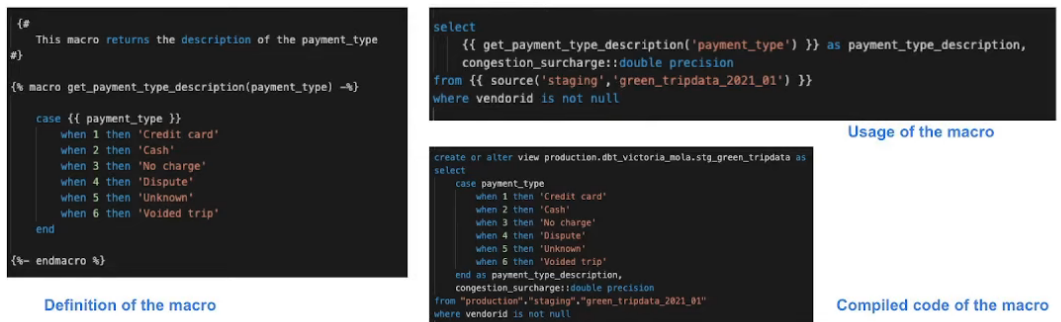 {#
This macro returns the description of the payment_type
#}
{% macro get_payment_type_description(payment_type) -%}
case {{ payment_type }}
when 1 then 'Credit card'
when 2 then 'Cash'
when 3 then 'No charge'
when 4 then 'Dispute'
when 5 then 'Unknown'
when 6 then 'Voided trip'
end
{%- endmacro %}
Definition of the macro
select
{{ get_payment_type_description('payment_type') }} as payment_type_description,
congestion_surcharge::double precision
from {{ source('staging','green_tripdata_2021_01') }}
where vendorid is not null
Usage of the macro
create or alter view production.dbt_victoria_mola.stg_green_tripdata as
select
case payment_type
when 1 then 'Credit card'
when 2 then 'Cash'
when 3 then 'No charge'
when 4 then 'Dispute'
when 5 then 'Unknown'
when 6 then 'Voided trip'
end as payment_type_description,
congestion_surcharge::double precision
from "production"."staging"."green_tripdata_2021_01"
where vendorid is not null
Compiled code of the macro